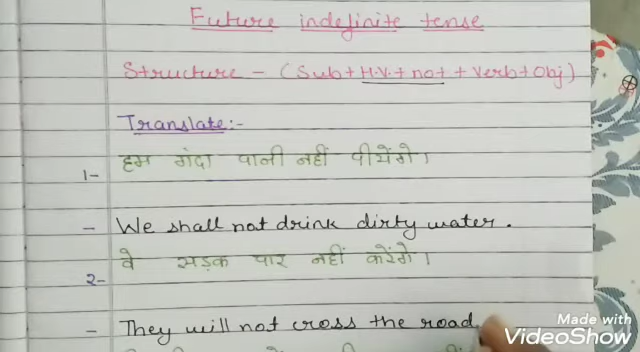 Future indefinite tense
Structure - (Sub + H.V. + not + Verb + Obj)
Translate:-
1- हम गंदा पानी नहीं पीयेंगे।
- We shall not drink dirty water.
2- वे सड़क पार नहीं करेंगे।
- They will not cross the road
Made with
VideoShow